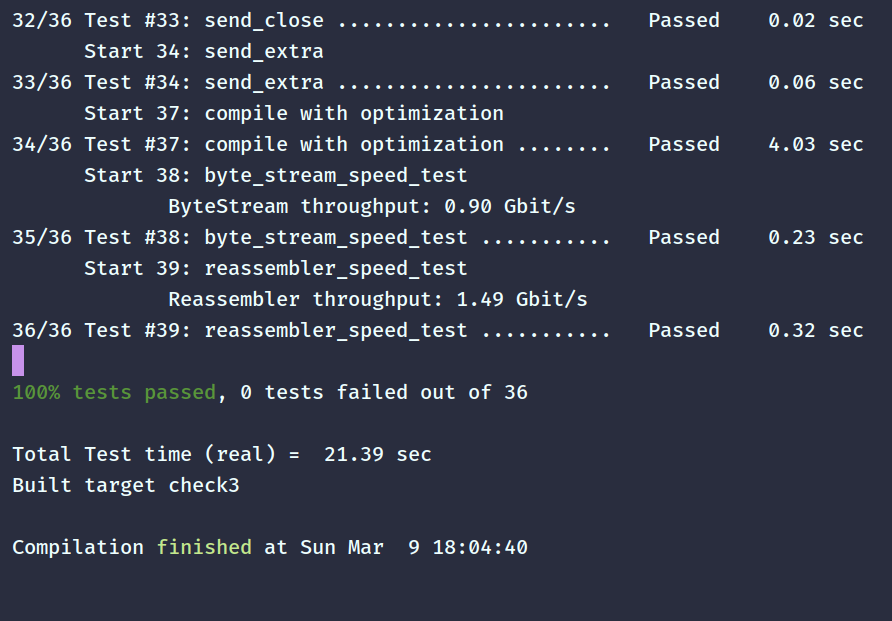 32/36 Test #33: send_close .......................   Passed    0.02 sec
      Start 34: send_extra
33/36 Test #34: send_extra .......................   Passed    0.06 sec
      Start 37: compile with optimization
34/36 Test #37: compile with optimization ........   Passed    4.03 sec
      Start 38: byte_stream_speed_test
             ByteStream throughput: 0.90 Gbit/s
35/36 Test #38: byte_stream_speed_test ...........   Passed    0.23 sec
      Start 39: reassembler_speed_test
             Reassembler throughput: 1.49 Gbit/s
36/36 Test #39: reassembler_speed_test ...........   Passed    0.32 sec
100% tests passed, 0 tests failed out of 36
Total Test time (real) =  21.39 sec
Built target check3
Compilation finished at Sun Mar  9 18:04:40